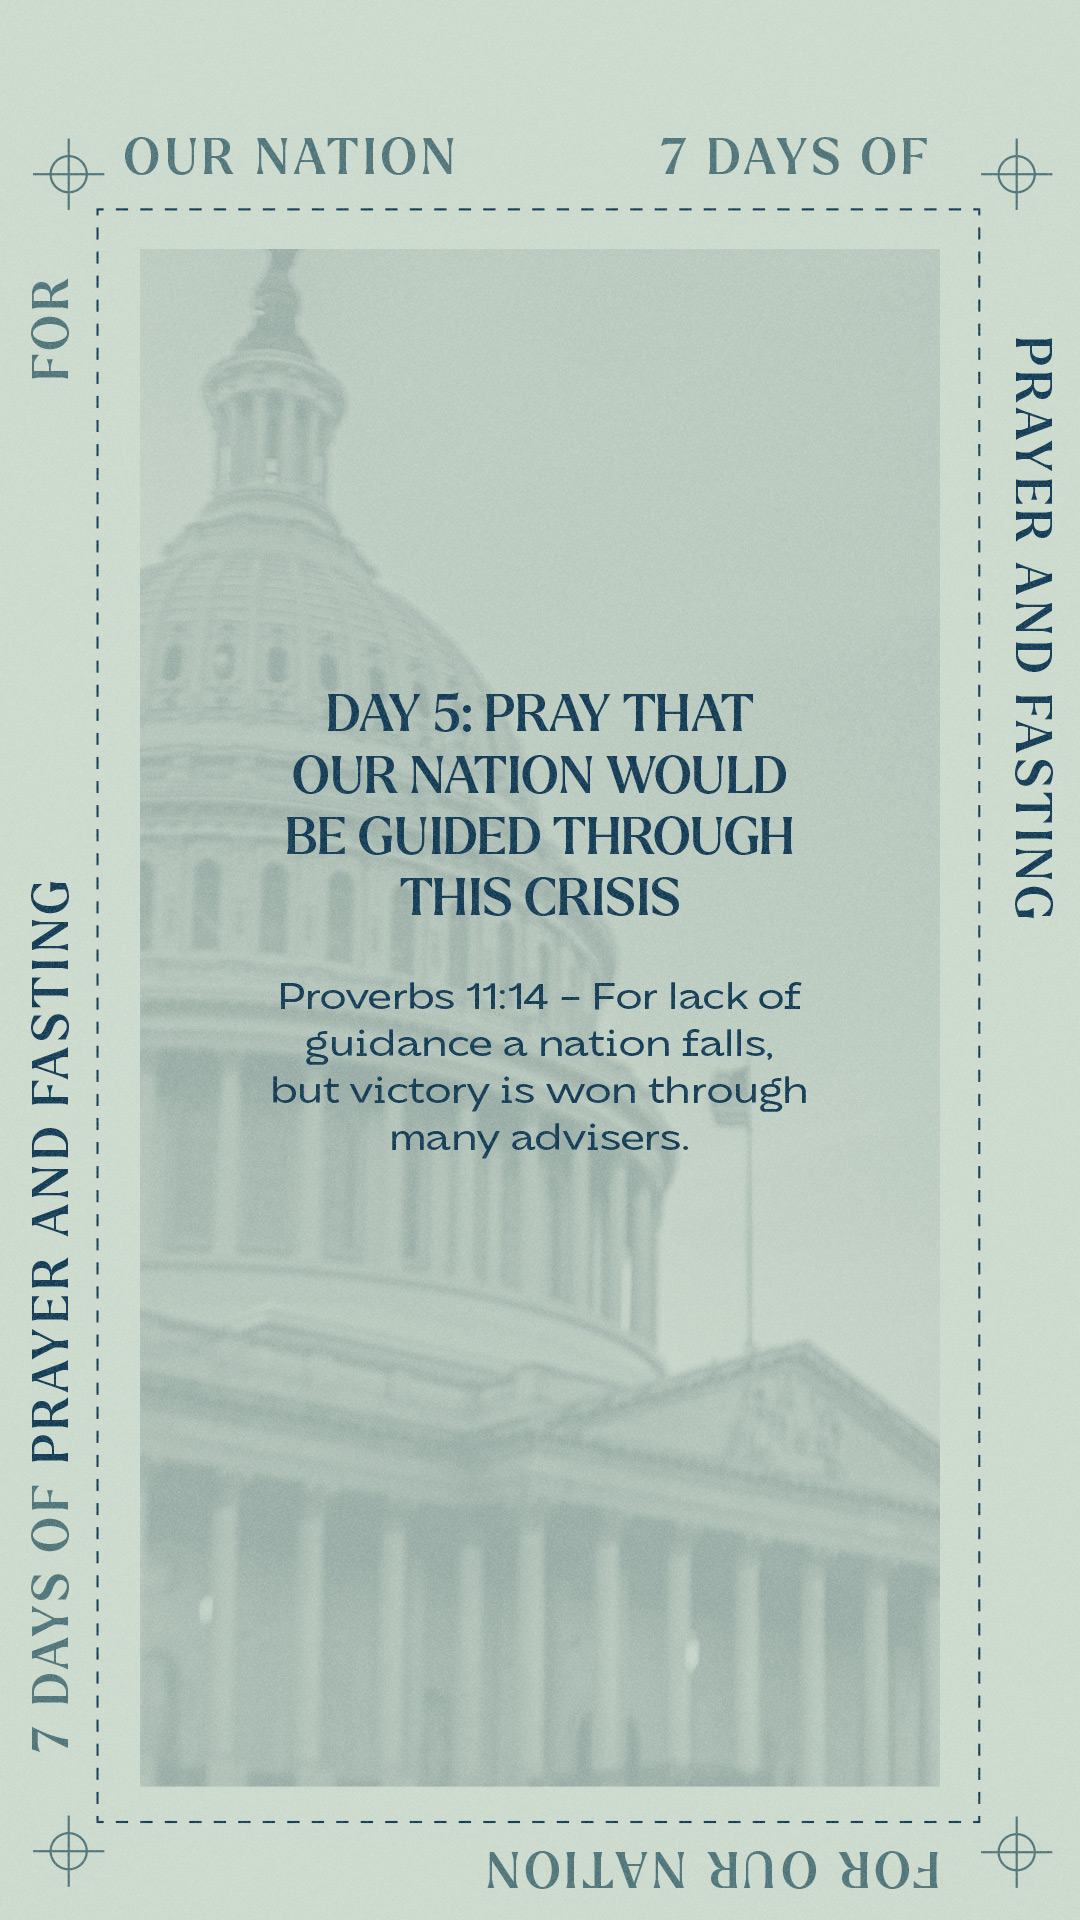 OUR NATION
7 DAYS OF
PRAYER AND FASTING
FOR OUR NATION
7 DAYS OF PRAYER AND FASTING
FOR
DAY 5: PRAY THAT
OUR NATION WOULD
BE GUIDED THROUGH
THIS CRISIS
Proverbs 11:14 – For lack of
guidance a nation falls,
but victory is won through
many advisers.